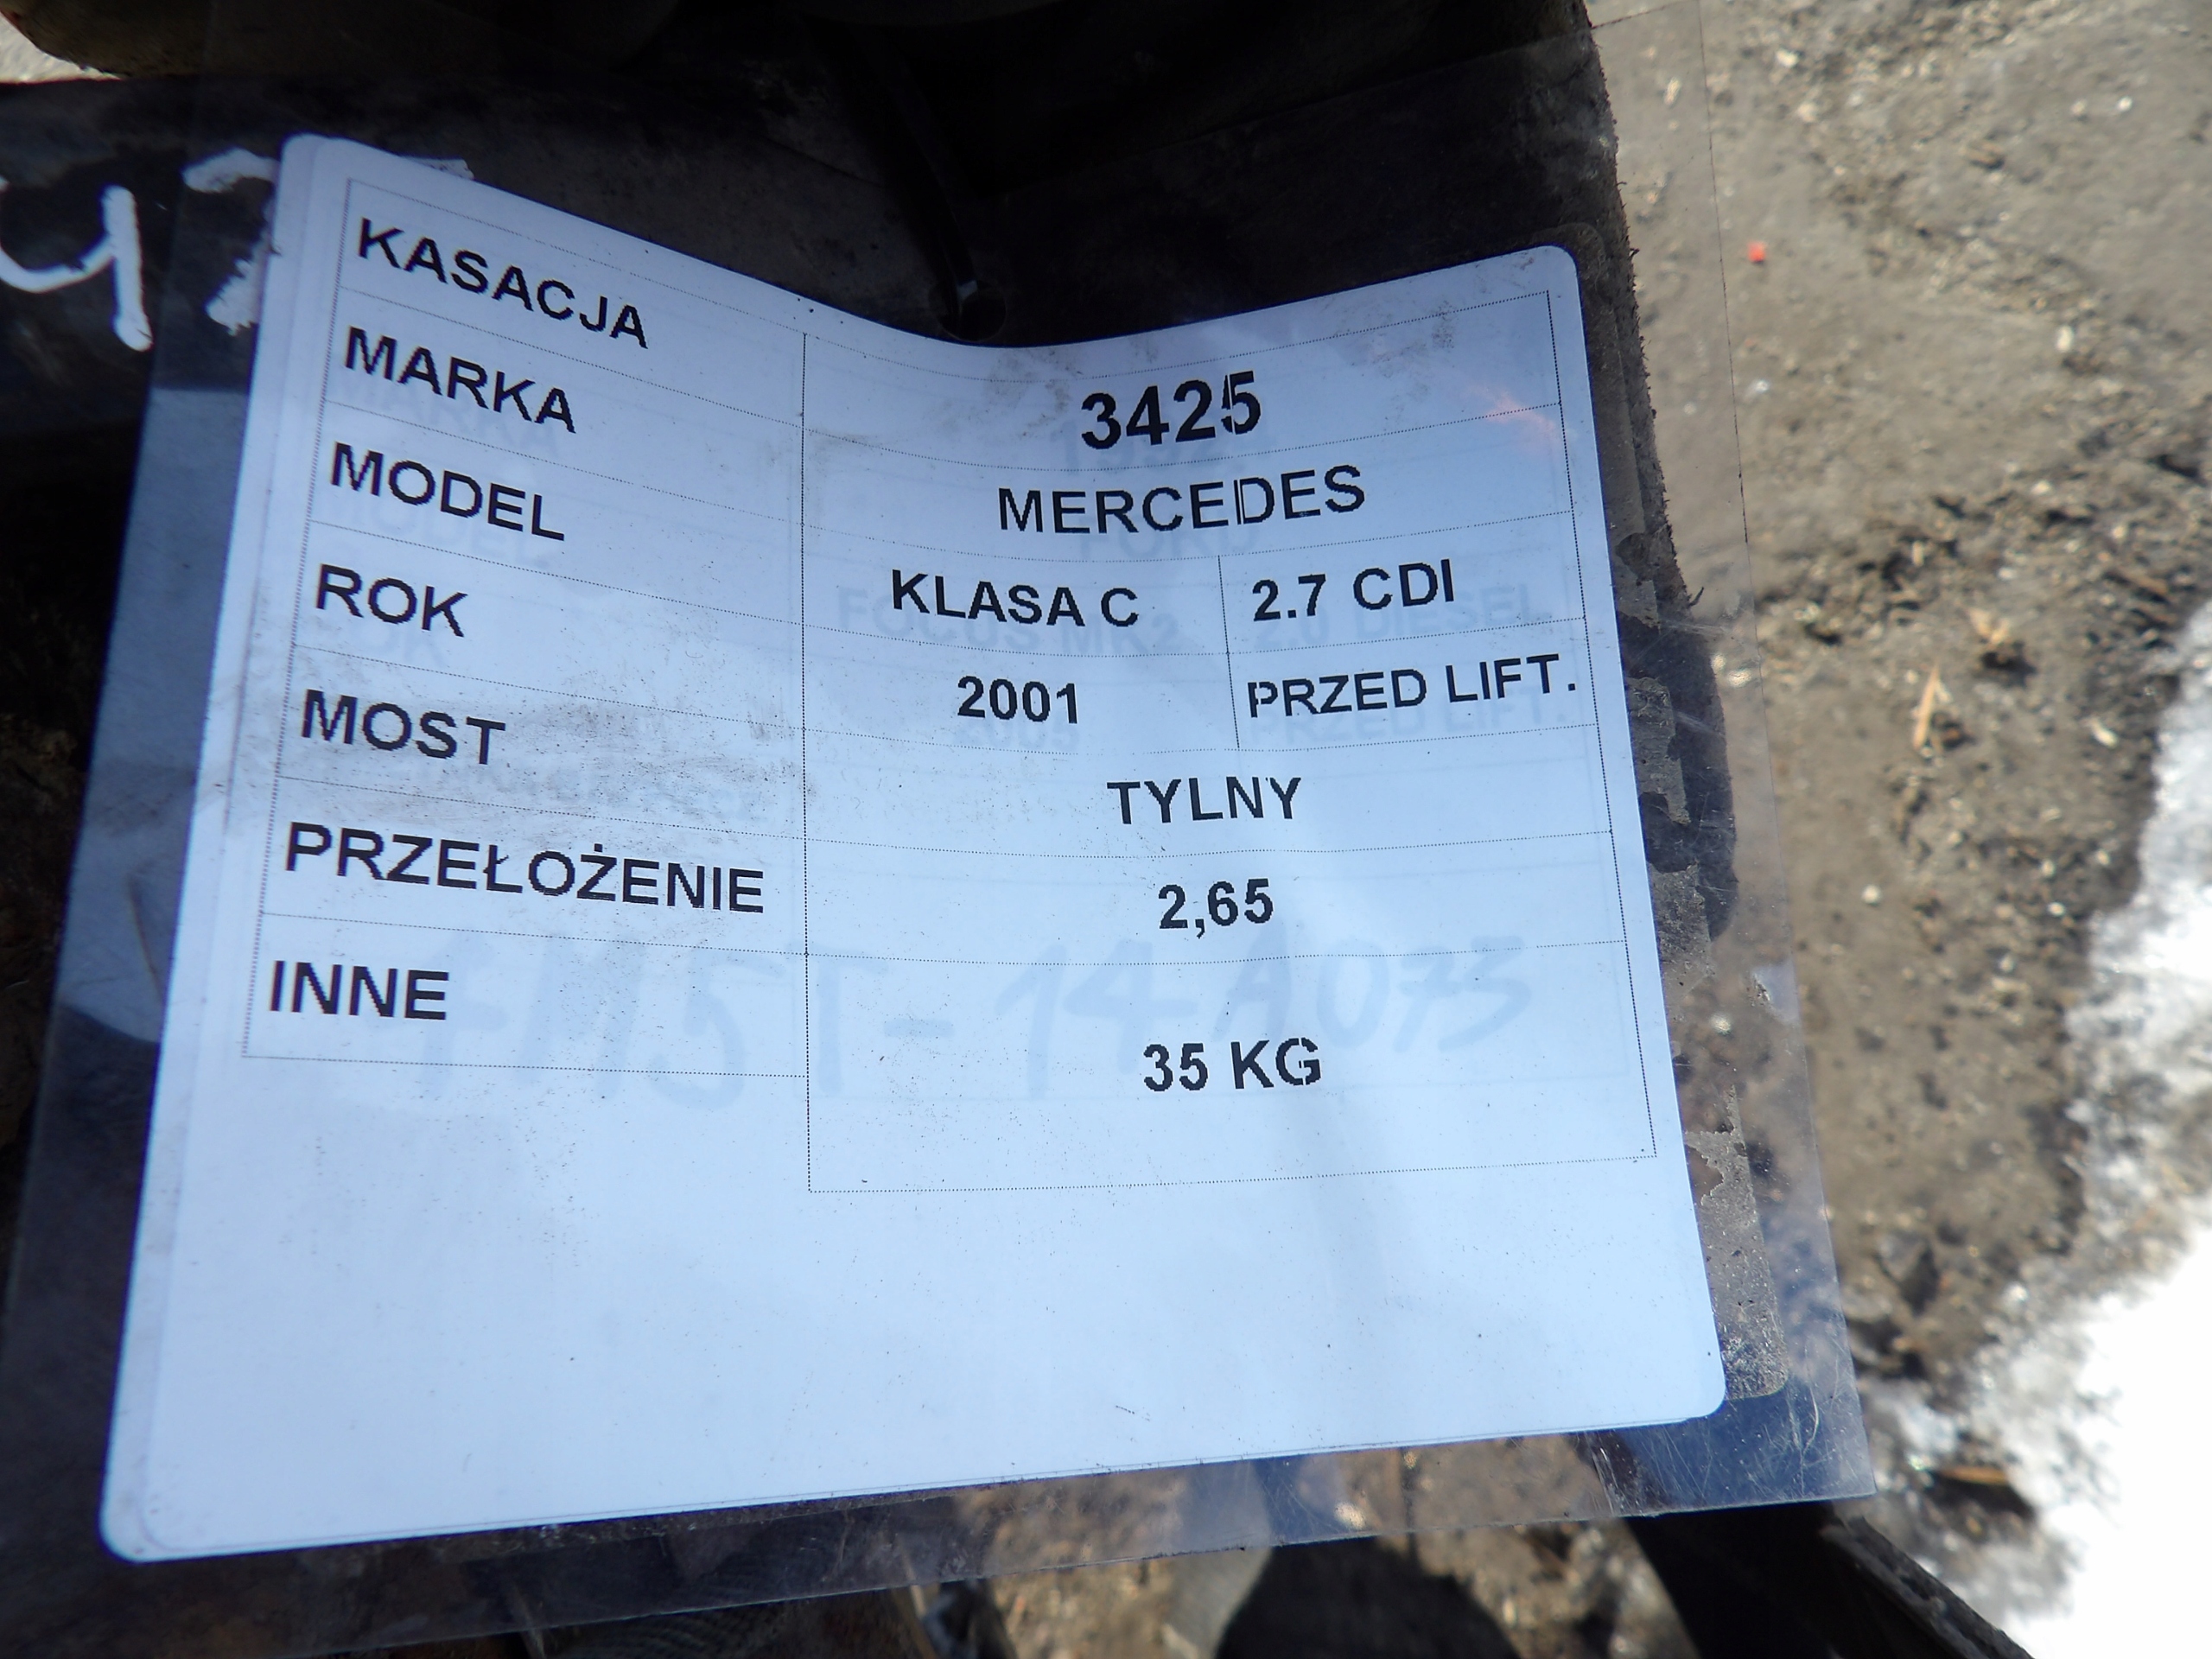 KASACJA 3425
MARKA MERCEDES
MODEL KLASA C 2.7 CDI
ROK 2001 PRZED LIFT.
MOST TYLNY
PRZEŁOŻENIE 2,65
INNE 35 KG